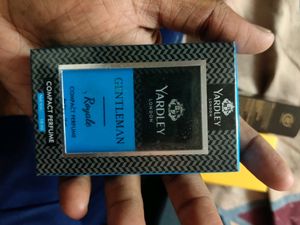 YARDLEY
LONDON
GENTLEMAN
Royale
COMPACT PERFUME
YARDLEY
LONDON
COMPACT PERFUME